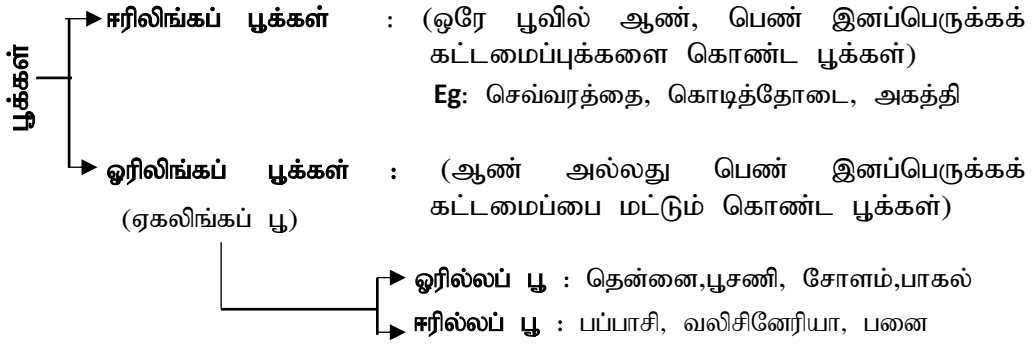 பூக்கள்
ஈரிலிங்கப் பூக்கள் : (ஒரே பூவில் ஆண், பெண் இனப்பெருக்கக்
கட்டமைப்புக்களை கொண்ட பூக்கள்)
Eg: செவ்வரத்தை, கொடித்தோடை, அகத்தி
ஓரிலிங்கப் பூக்கள் : (ஆண் அல்லது பெண் இனப்பெருக்கக்
(ஏகலிங்கப் பூ) கட்டமைப்பை மட்டும் கொண்ட பூக்கள்)
ஓரில்லப் பூ : தென்னை,பூசணி, சோளம்,பாகல்
ஈரில்லப் பூ : பப்பாசி, வலிசினேரியா, பனை